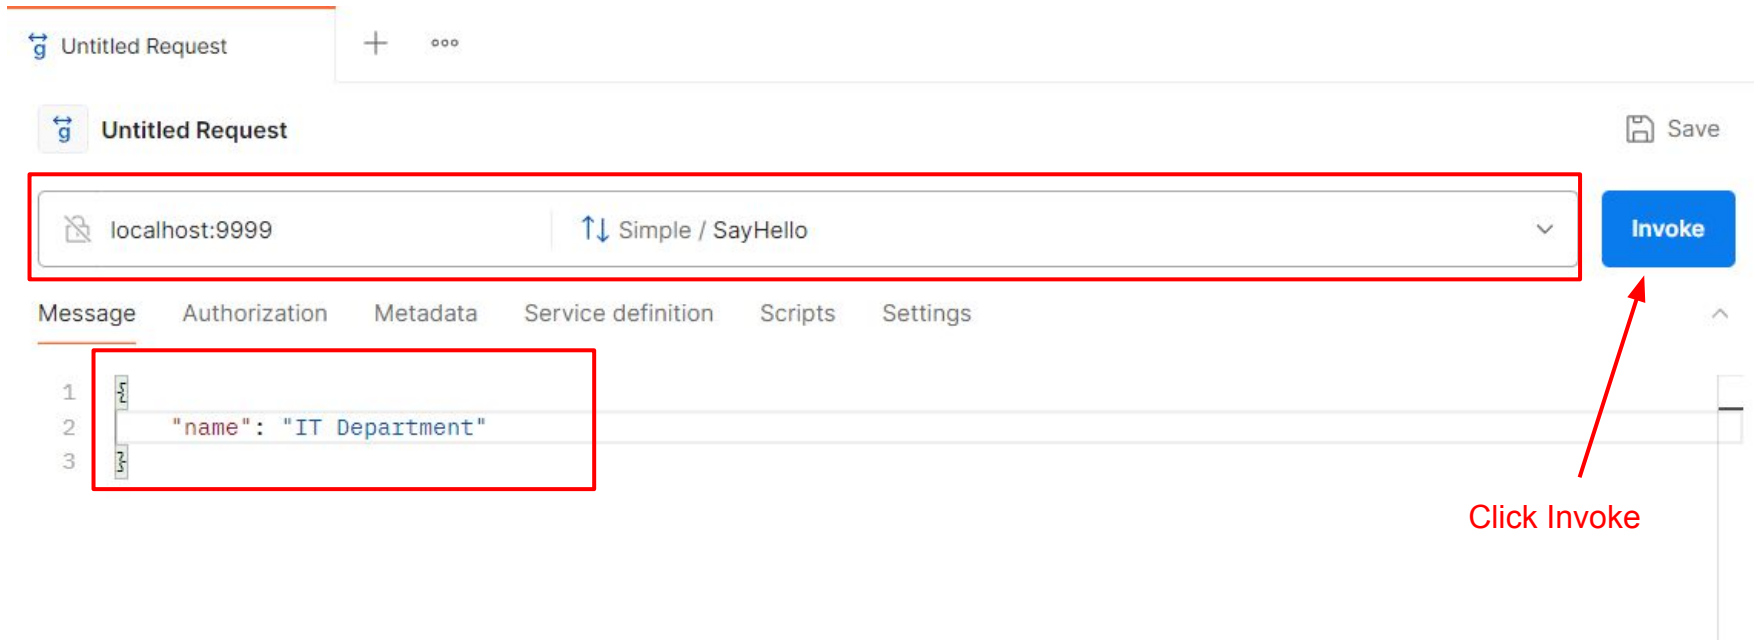 Untitled Request
Untitled Request
Save
localhost:9999
Simple / SayHello
Invoke
Message Authorization Metadata Service definition Scripts Settings
1 {
2 "name": "IT Department"
3 }
Click Invoke